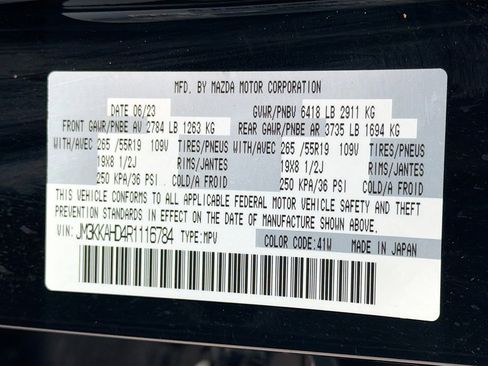 MFD. BY MAZDA MOTOR CORPORATION
DATE 06/23 GVWR/PNBV 6418 LB 2911 KG
FRONT GAWR/PNBE AV 2784 LB 1263 KG REAR GAWR/PNBE AR 3735 LB 1694 KG
WITH/AVEC 265 /55R19 109V TIRES/PNEUS WITH/AVEC 265 /55R19 109V TIRES/PNEUS
19X8 1/2J RIMS/JANTES 19X8 1/2J RIMS/JANTES
250 KPA/36 PSI COLD/A FROID 250 KPA/36 PSI COLD/A FROID
THIS VEHICLE CONFORMS TO ALL APPLICABLE FEDERAL MOTOR VEHICLE SAFETY AND THEFT
PREVENTION STANDARDS IN EFFECT ON THE DATE OF MANUFACTURE SHOWN ABOVE.
VIN: JM3KKAHD4R1116784 TYPE:MPV COLOR CODE:41W MADE IN JAPAN